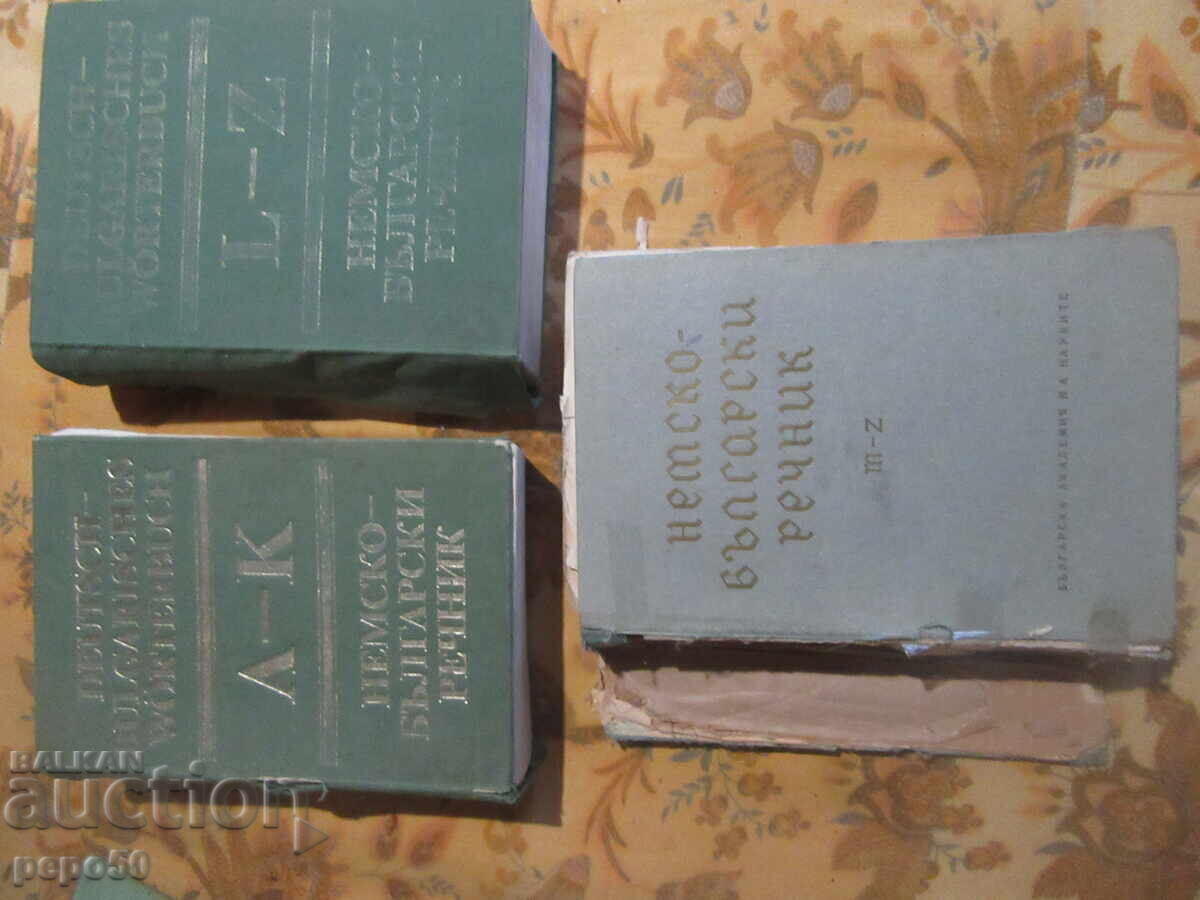 DEUTSCH-
BULGARISCHES
WÖRTERBUCH
L-Z
НЕМСКО-
БЪЛГАРСКИ
РЕЧНИК
DEUTSCH-
BULGARISCHES
WÖRTERBUCH
A-K
НЕМСКО-
БЪЛГАРСКИ
РЕЧНИК
НЕМСКО-
БЪЛГАРСКИ
РЕЧНИК
M-Z
БЪЛГАРСКА АКАДЕМИЯ НА НАУКИТЕ
BALKAN
auction
pepo50